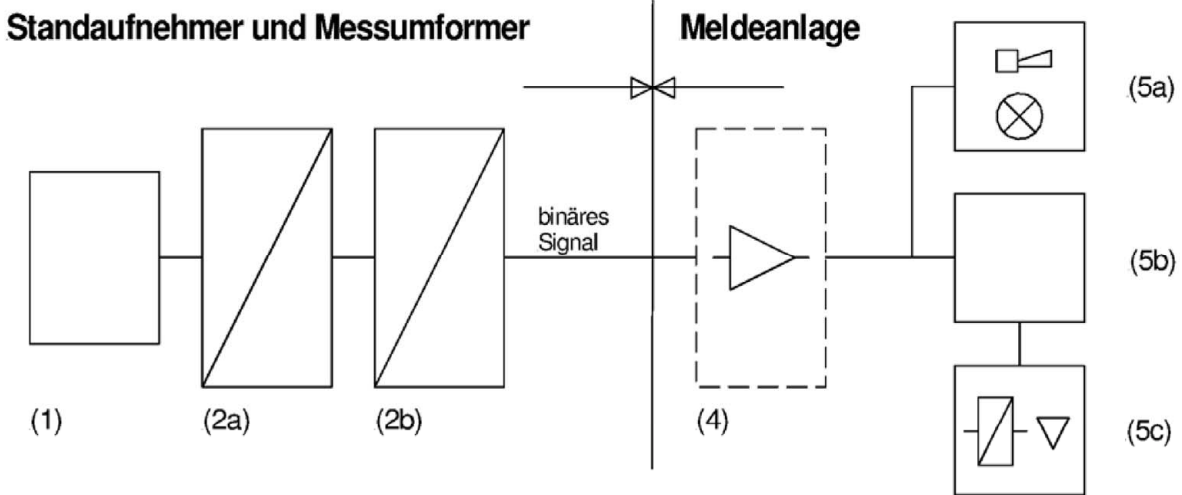 Standaufnehmer und Messumformer
Meldeanlage
(5a)
binäres
Signal
(5b)
(1)
(2a)
(2b)
(4)
(5c)